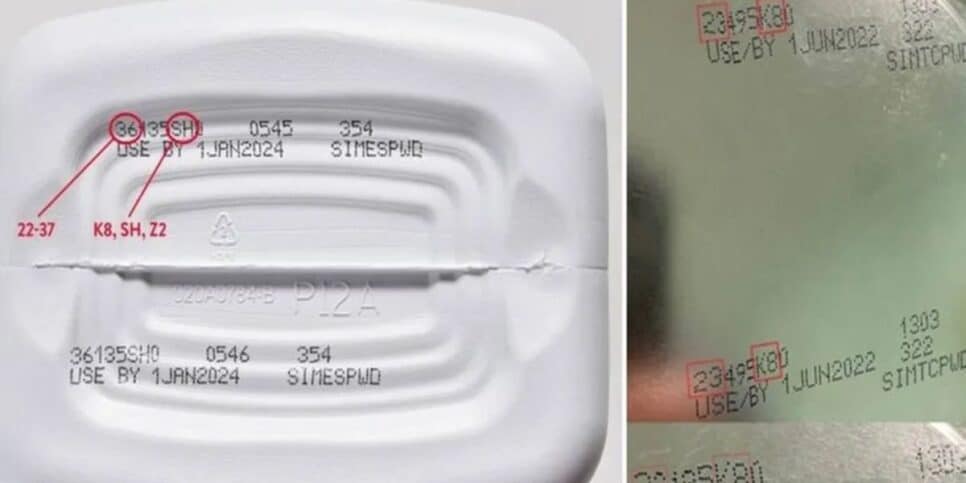 36135SH0 0545 354
USE BY 1JAN2024 SIMESPWD
22-37 K8, SH, Z2
P12A
36135SH0 0546 354
USE BY 1JAN2024 SIMESPWD
23495K80 1303
322
USE/BY 1JUN2022 SIMTCPWD
1303
23495K80 322
USE/BY 1JUN2022 SIMTCPWD
K80